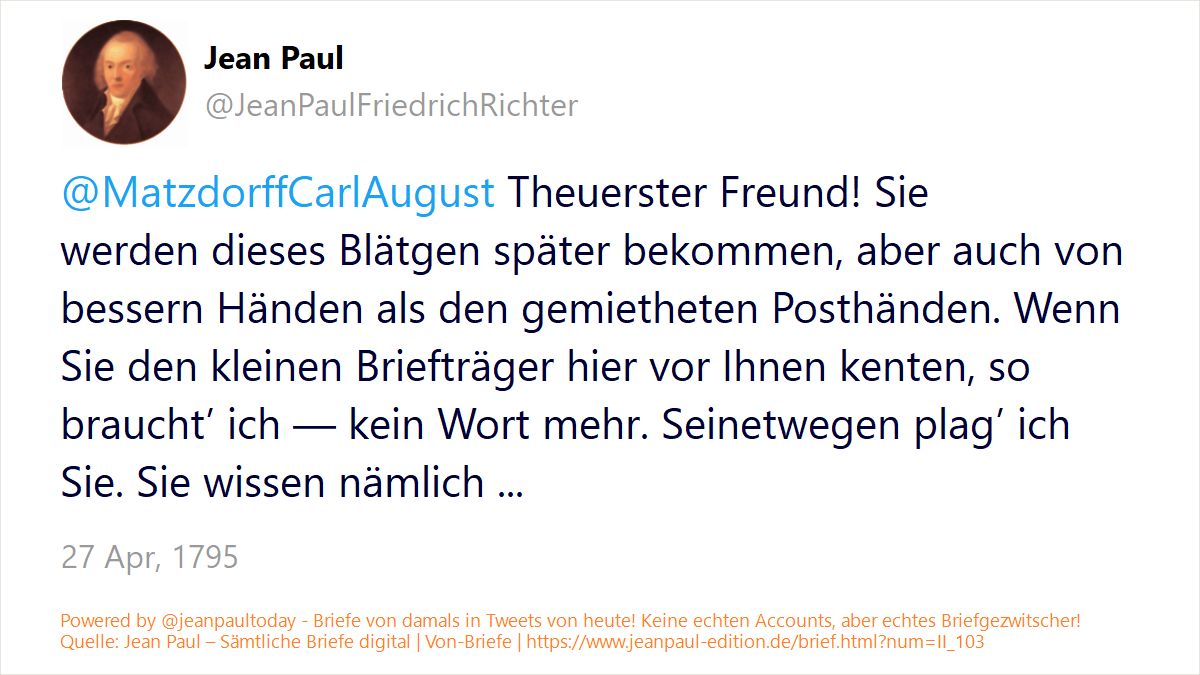 Jean Paul
@JeanPaulFriedrichRichter
@MatzdorffCarlAugust Theuerster Freund! Sie
werden dieses Blätgen später bekommen, aber auch von
bessern Händen als den gemietheten Posthänden. Wenn
Sie den kleinen Briefträger hier vor Ihnen kenten, so
braucht’ ich — kein Wort mehr. Seinetwegen plag’ ich
Sie. Sie wissen nämlich ...
27 Apr, 1795
Powered by @jeanpaultoday - Briefe von damals in Tweets von heute! Keine echten Accounts, aber echtes Briefgezwitscher!
Quelle: Jean Paul – Sämtliche Briefe digital | Von-Briefe | https://www.jeanpaul-edition.de/brief.html?num=II_103